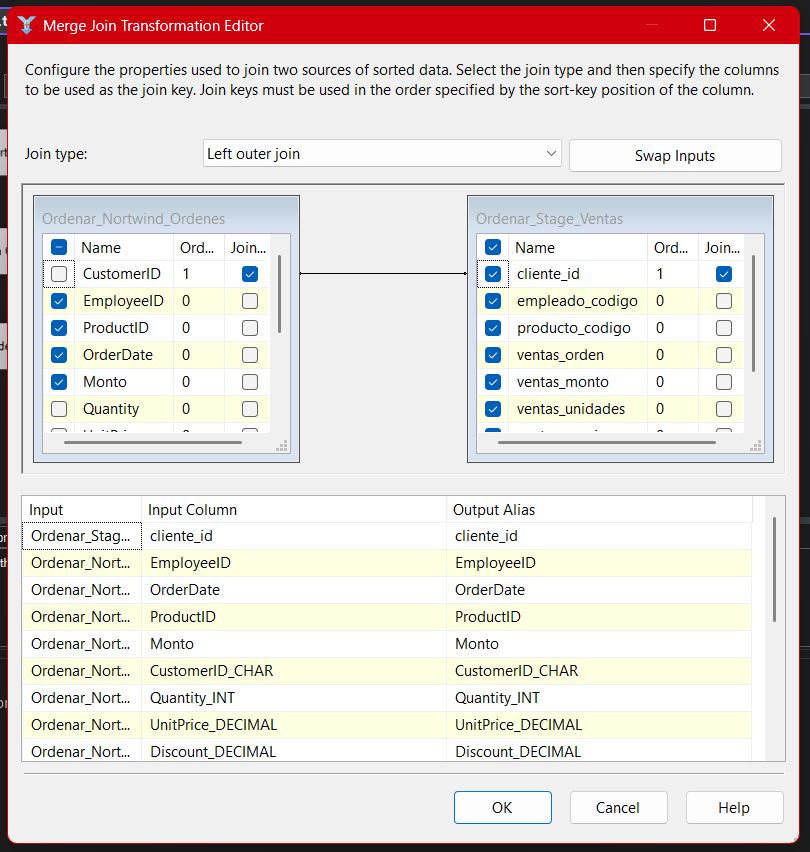 Merge Join Transformation Editor
Configure the properties used to join two sources of sorted data. Select the join type and then specify the columns
to be used as the join key. Join keys must be used in the order specified by the sort-key position of the column.
Join type: Left outer join Swap Inputs
Ordenar_Nortwind_Ordenes
Name Ord... Join...
CustomerID 1
EmployeeID 0
ProductID 0
OrderDate 0
Monto 0
Quantity 0
Ordenar_Stage_Ventas
Name Ord... Join...
cliente_id 1
empleado_codigo 0
producto_codigo 0
ventas_orden 0
ventas_monto 0
ventas_unidades 0
Input Input Column Output Alias
Ordenar_Stag... cliente_id cliente_id
Ordenar_Nort... EmployeeID EmployeeID
Ordenar_Nort... OrderDate OrderDate
Ordenar_Nort... ProductID ProductID
Ordenar_Nort... Monto Monto
Ordenar_Nort... CustomerID_CHAR CustomerID_CHAR
Ordenar_Nort... Quantity_INT Quantity_INT
Ordenar_Nort... UnitPrice_DECIMAL UnitPrice_DECIMAL
Ordenar_Nort... Discount_DECIMAL Discount_DECIMAL
OK Cancel Help